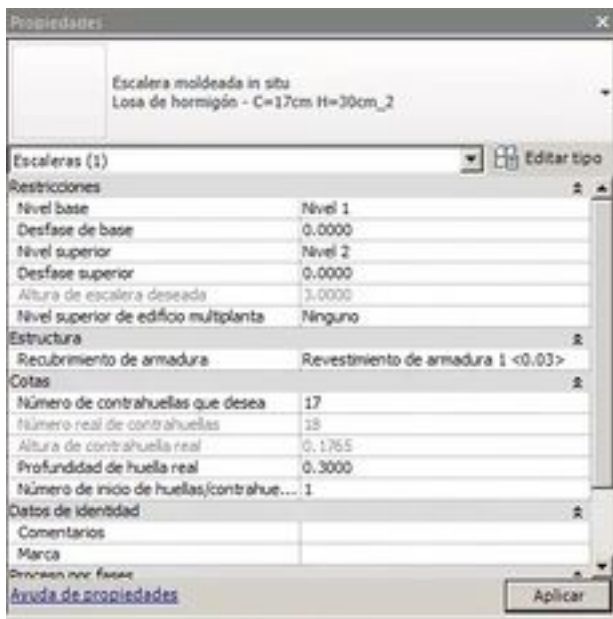 Propiedades
Escalera moldeada in situ
Losa de hormigón - C=17cm H=30cm_2
Escaleras (1) Editar tipo
Restricciones
Nivel base Nivel 1
Desfase de base 0.0000
Nivel superior Nivel 2
Desfase superior 0.0000
Altura de escalera deseada 3.0000
Nivel superior de edificio multiplanta Ninguno
Estructura
Recubrimiento de armadura Revestimiento de armadura 1 <0.03>
Cotas
Número de contrahuellas que desea 17
Número real de contrahuellas 18
Altura de contrahuella real 0.1765
Profundidad de huella real 0.3000
Número de inicio de huellas/contrahue... 1
Datos de identidad
Comentarios
Marca
Proceso por fases
Ayuda de propiedades Aplicar